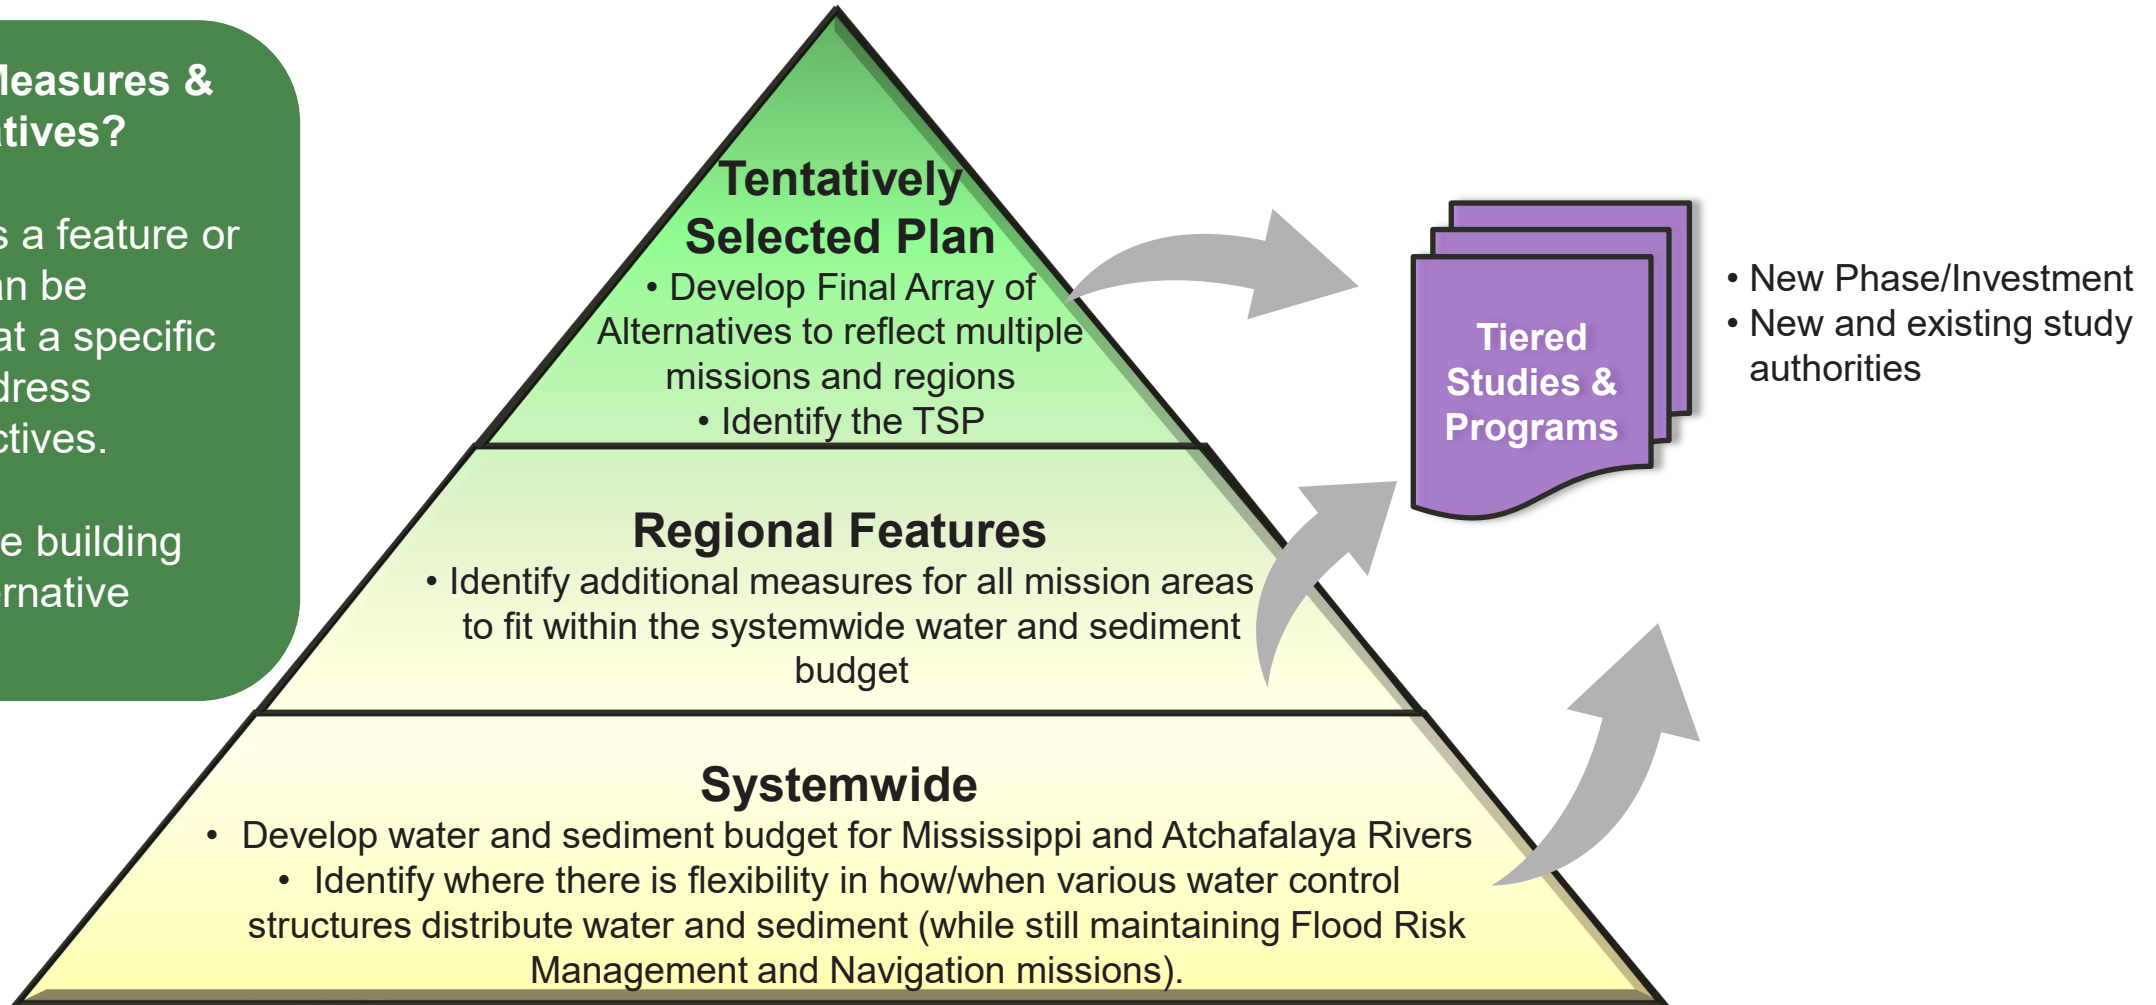 Measures &
atives?
s a feature or
an be
at a specific
dress
ctives.
e building
ernative
Tentatively
Selected Plan
• Develop Final Array of
Alternatives to reflect multiple
missions and regions
• Identify the TSP
Regional Features
• Identify additional measures for all mission areas
to fit within the systemwide water and sediment
budget
Systemwide
• Develop water and sediment budget for Mississippi and Atchafalaya Rivers
• Identify where there is flexibility in how/when various water control
structures distribute water and sediment (while still maintaining Flood Risk
Management and Navigation missions).
Tiered
Studies &
Programs
• New Phase/Investment
• New and existing study
authorities